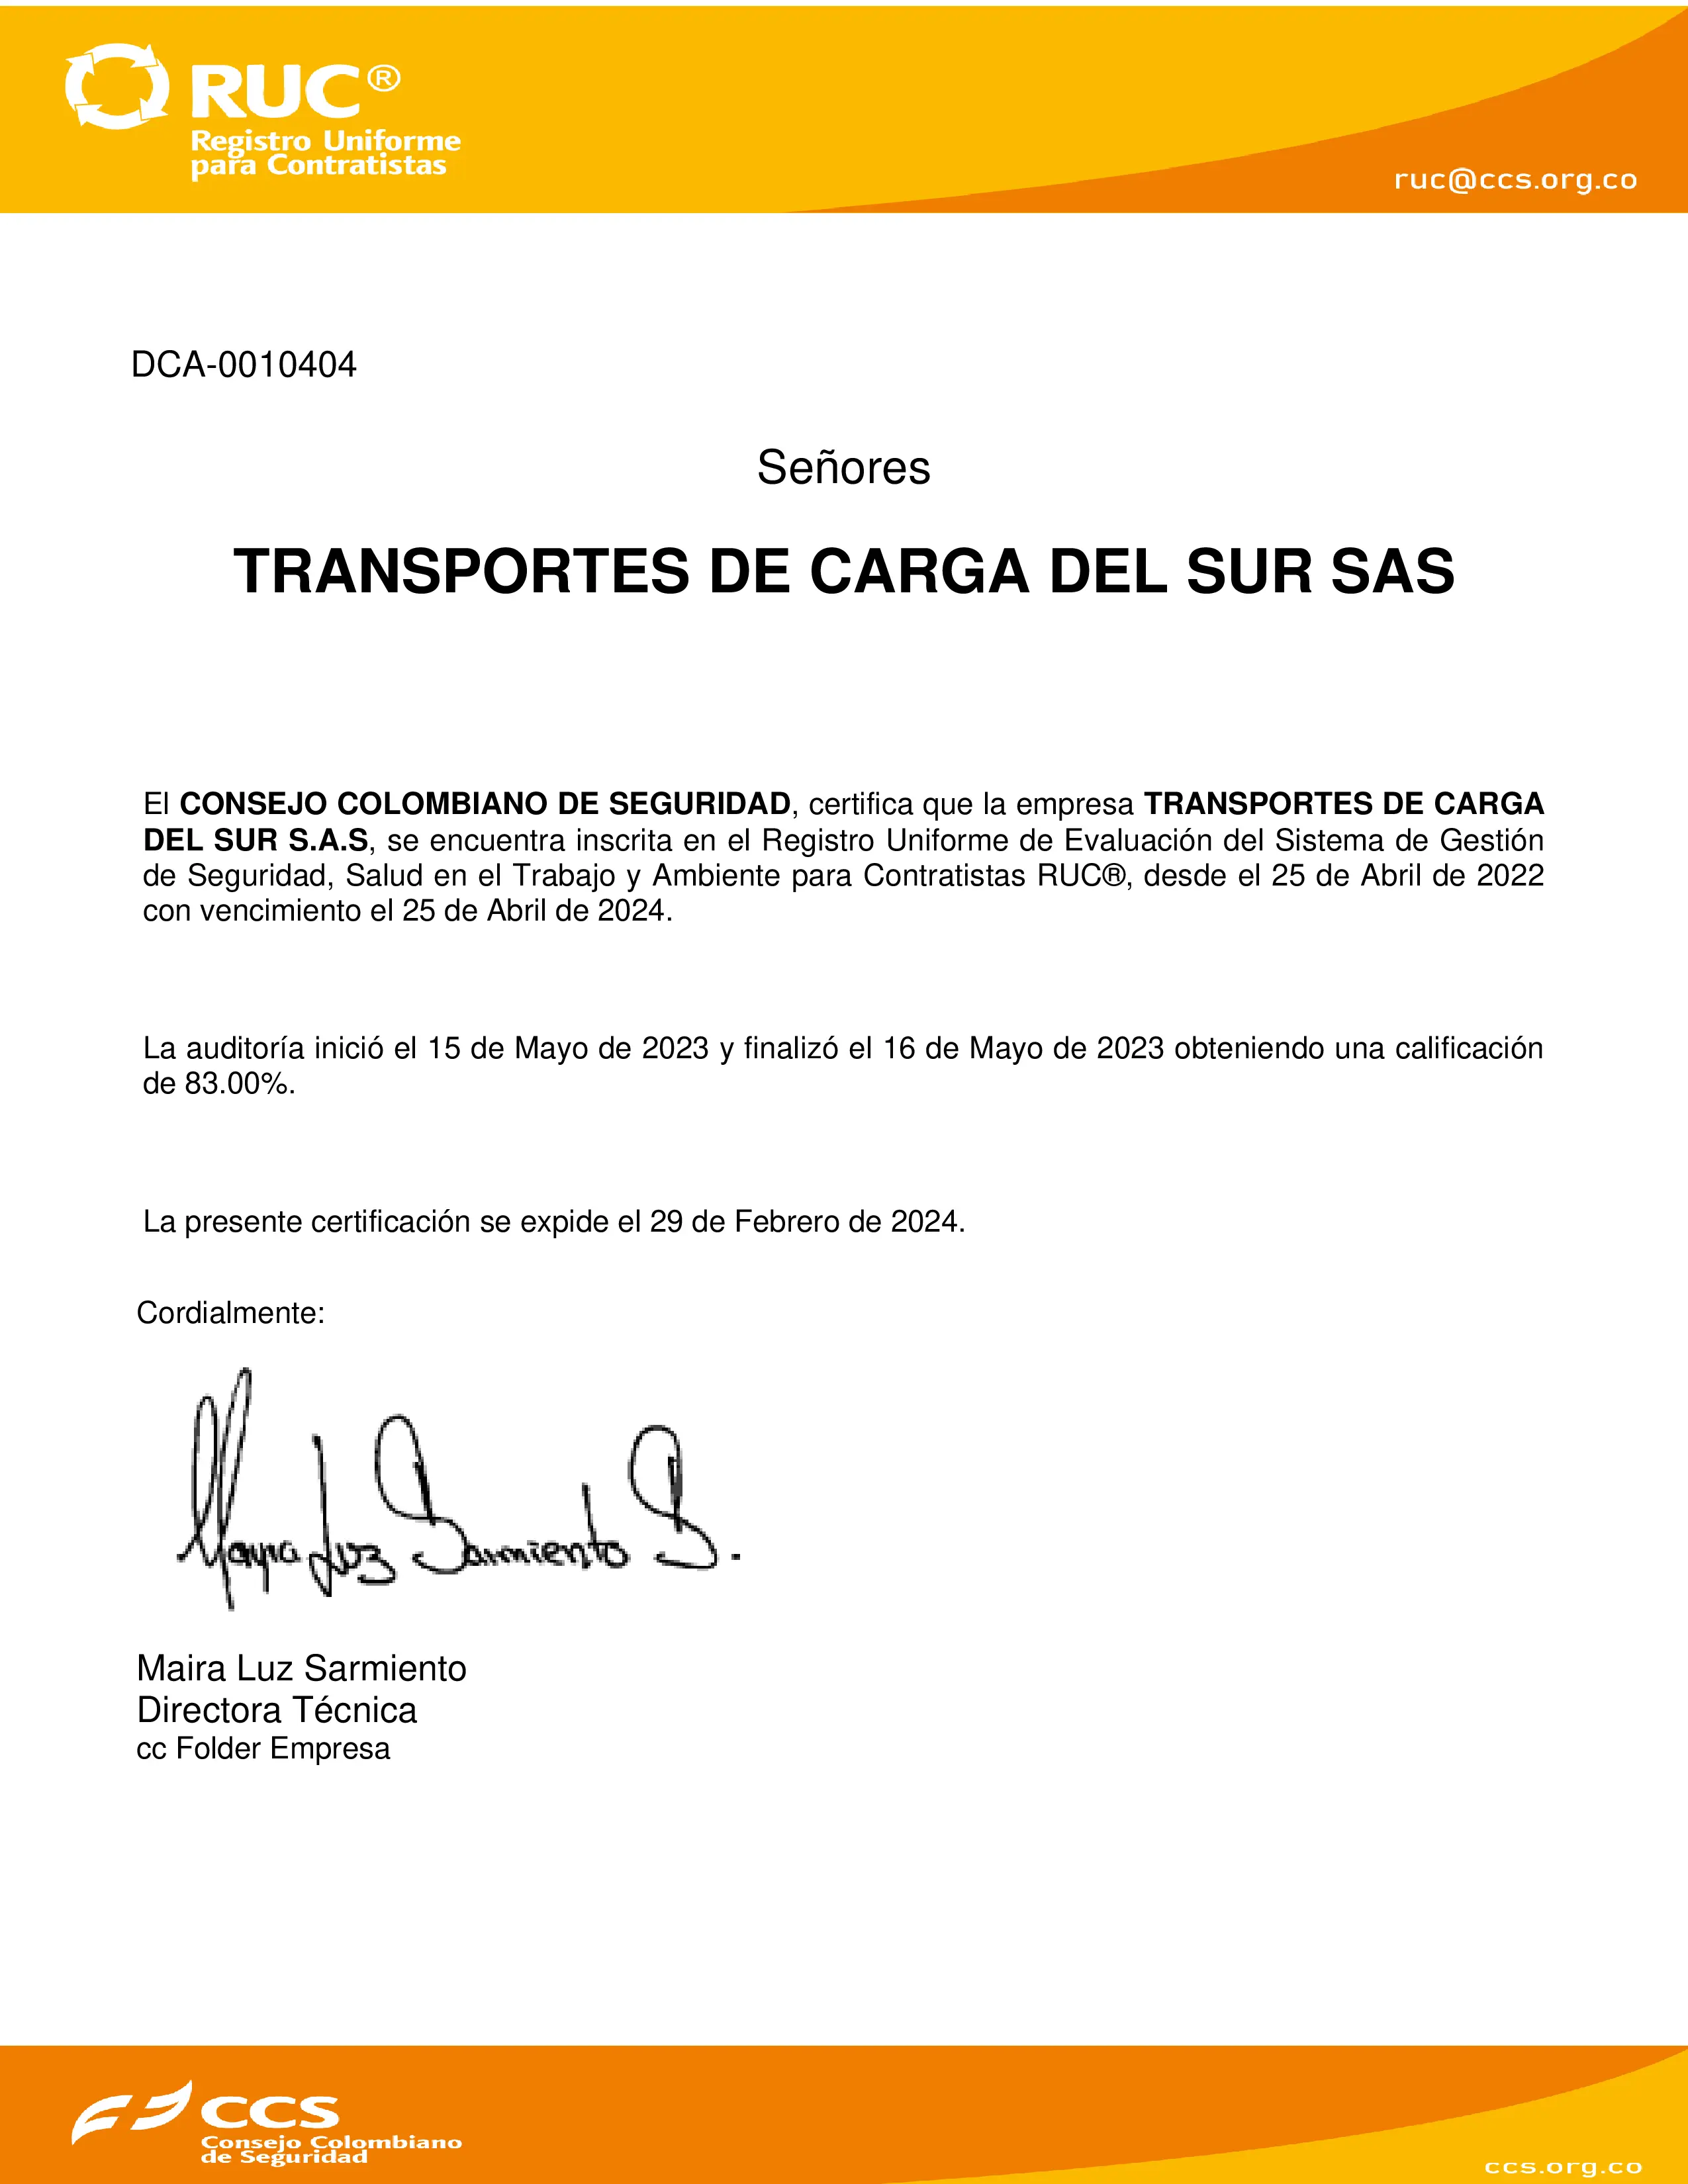 RUC®
Registro Uniforme
para Contratistas
ruc@ccs.org.co
DCA-0010404
Señores
TRANSPORTES DE CARGA DEL SUR SAS
El CONSEJO COLOMBIANO DE SEGURIDAD, certifica que la empresa TRANSPORTES DE CARGA
DEL SUR S.A.S, se encuentra inscrita en el Registro Uniforme de Evaluación del Sistema de Gestión
de Seguridad, Salud en el Trabajo y Ambiente para Contratistas RUC®, desde el 25 de Abril de 2022
con vencimiento el 25 de Abril de 2024.
La auditoría inició el 15 de Mayo de 2023 y finalizó el 16 de Mayo de 2023 obteniendo una calificación
de 83.00%.
La presente certificación se expide el 29 de Febrero de 2024.
Cordialmente:
Mayra Luz Sarmiento B.
Maira Luz Sarmiento
Directora Técnica
cc Folder Empresa
CCS
Consejo Colombiano
de Seguridad
ccs.org.co